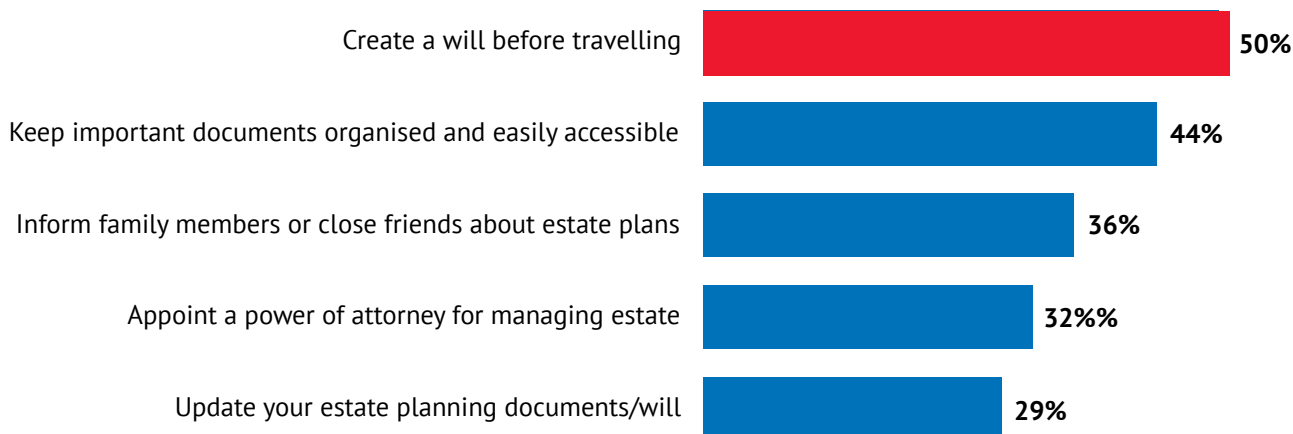 Create a will before travelling 50%
Keep important documents organised and easily accessible 44%
Inform family members or close friends about estate plans 36%
Appoint a power of attorney for managing estate 32%%
Update your estate planning documents/will 29%